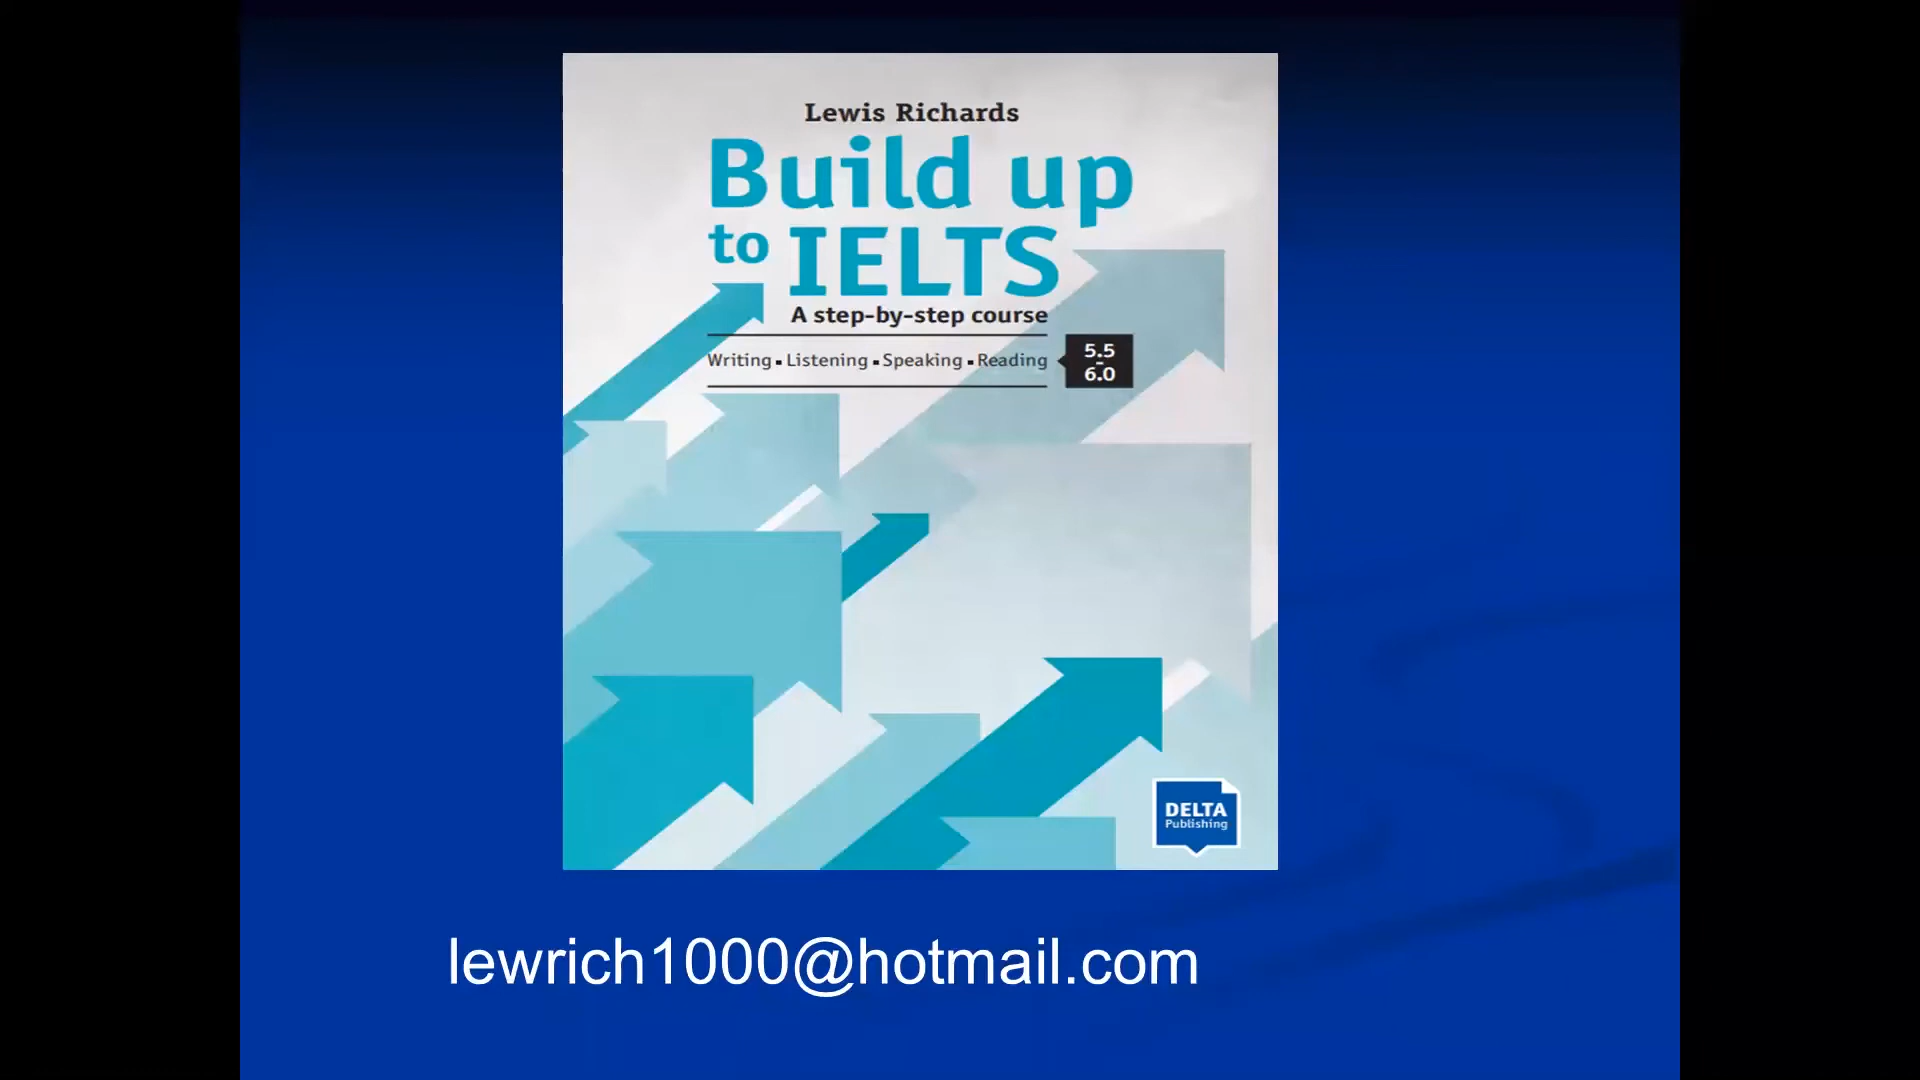 Lewis Richards
Build up
to IELTS
A step-by-step course
Writing ▪ Listening ▪ Speaking ▪ Reading
5.5
-
6.0
DELTA
Publishing
lewrich1000@hotmail.com